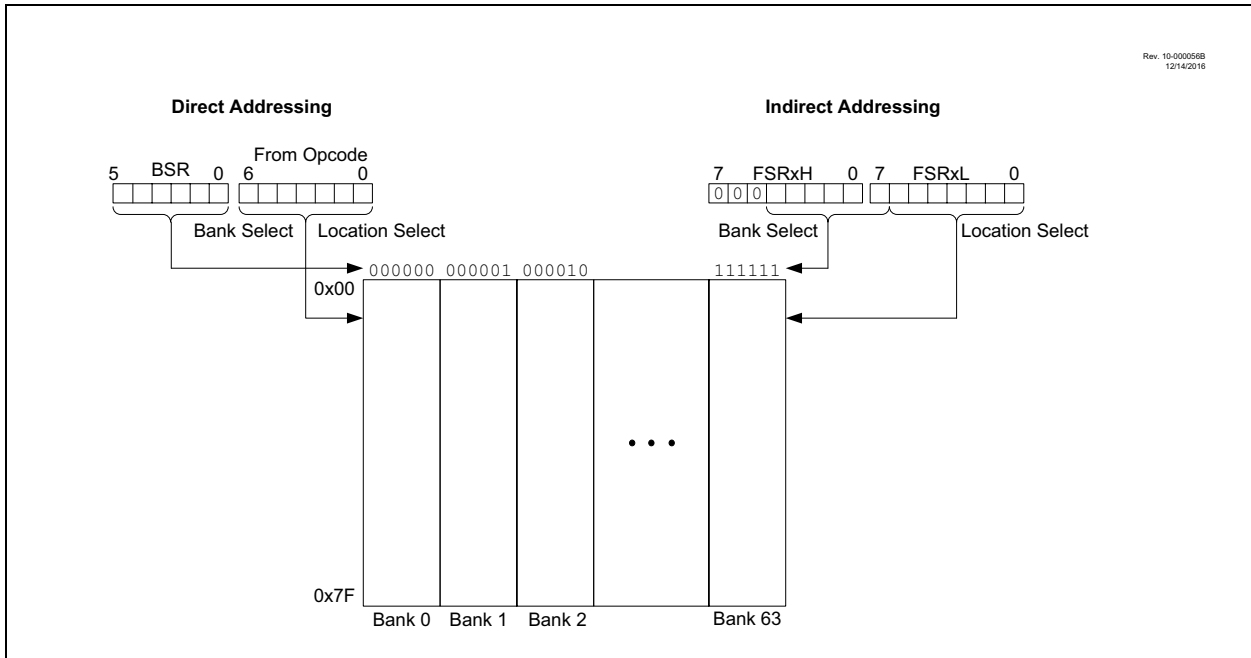 Rev. 10-000056B
12/14/2016
Direct Addressing
Indirect Addressing
From Opcode
5 BSR 0 6 0
7 FSRxH 0 7 FSRxL 0
0 0 0
Bank Select Location Select
Bank Select Location Select
000000 000001 000010 111111
0x00
0x7F
Bank 0 Bank 1 Bank 2 Bank 63